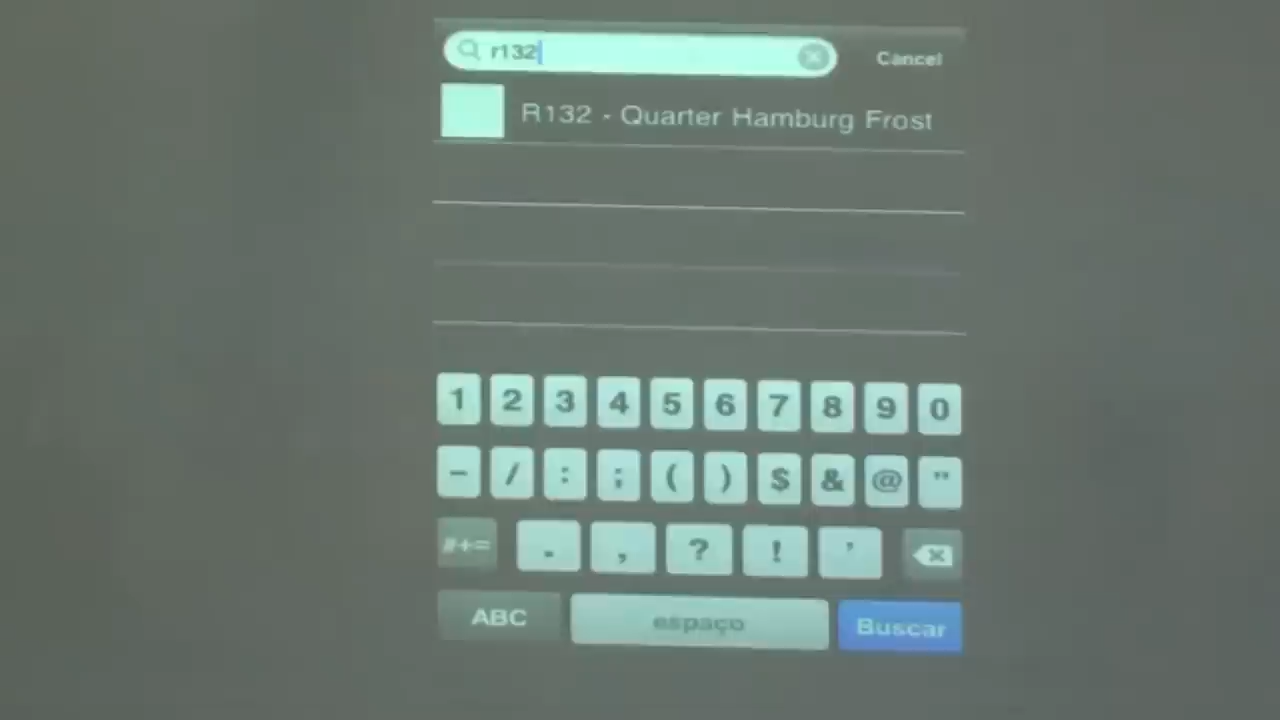 r132
Cancel
R132 - Quarter Hamburg Frost
1 2 3 4 5 6 7 8 9 0
- / : ; ( ) $ & @ "
#+= . , ? ! '
ABC espaço Buscar